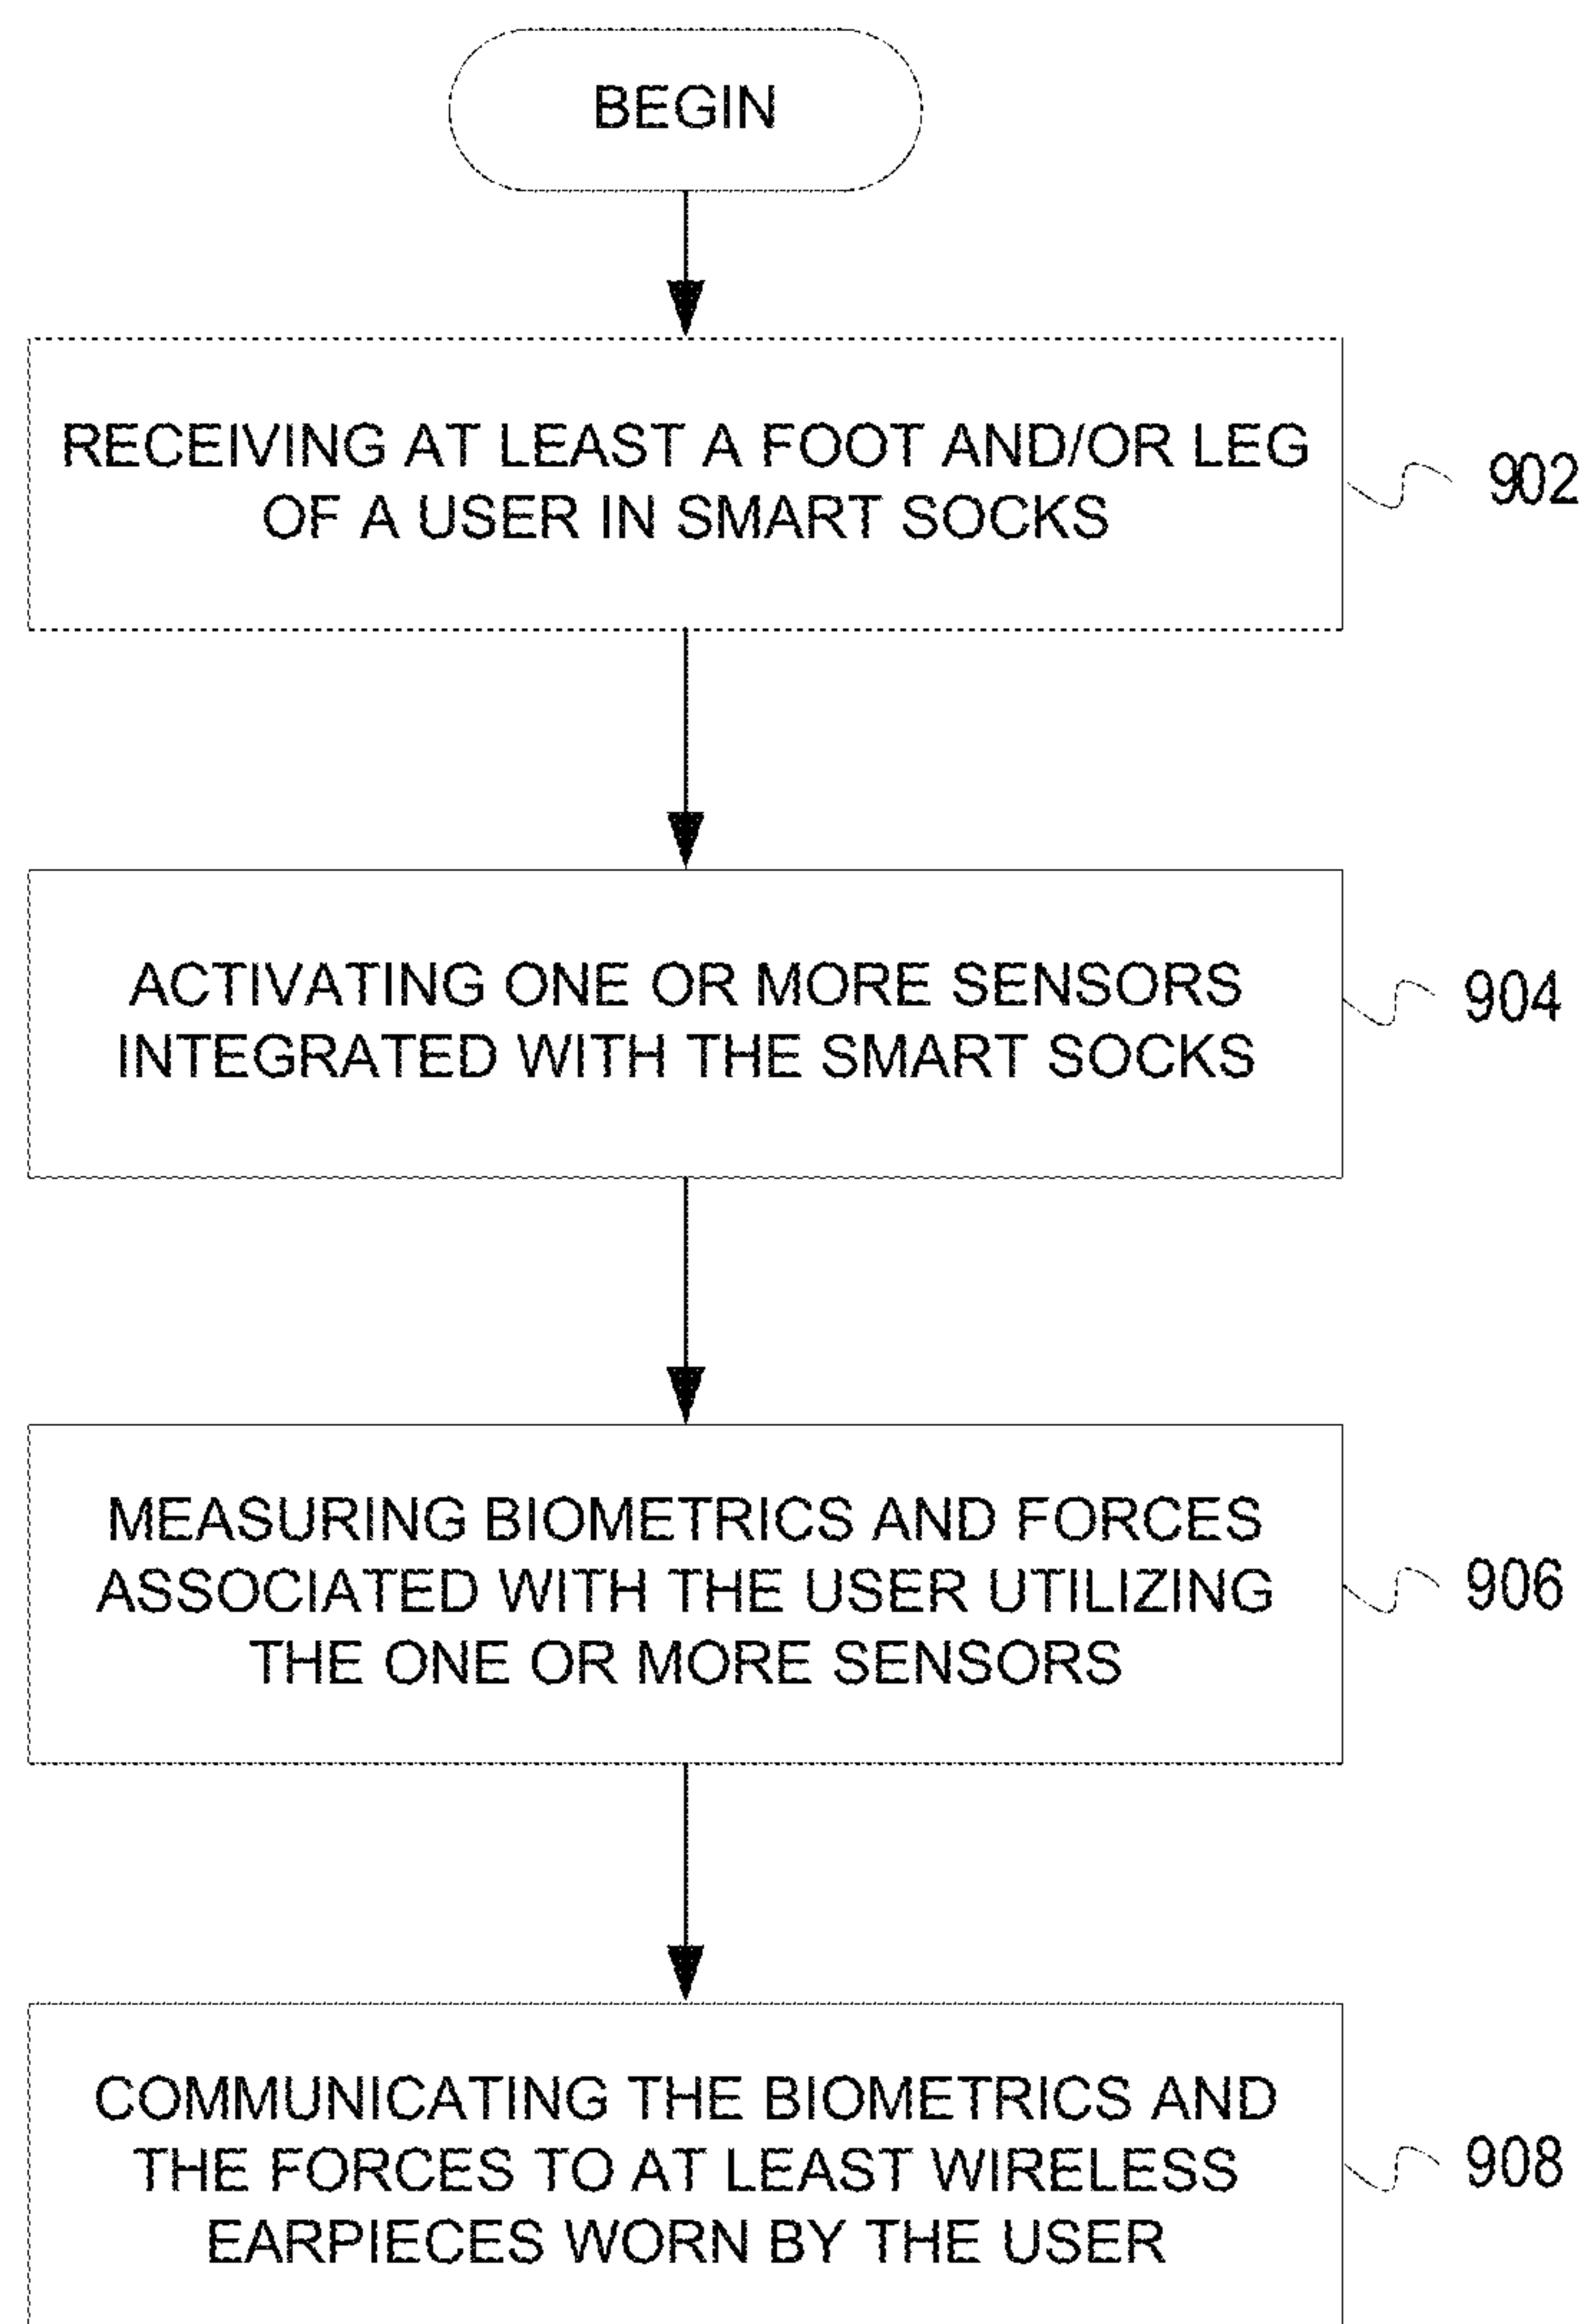 BEGIN
RECEIVING AT LEAST A FOOT AND/OR LEG
OF A USER IN SMART SOCKS
902
ACTIVATING ONE OR MORE SENSORS
INTEGRATED WITH THE SMART SOCKS
904
MEASURING BIOMETRICS AND FORCES
ASSOCIATED WITH THE USER UTILIZING
THE ONE OR MORE SENSORS
906
COMMUNICATING THE BIOMETRICS AND
THE FORCES TO AT LEAST WIRELESS
EARPIECES WORN BY THE USER
908